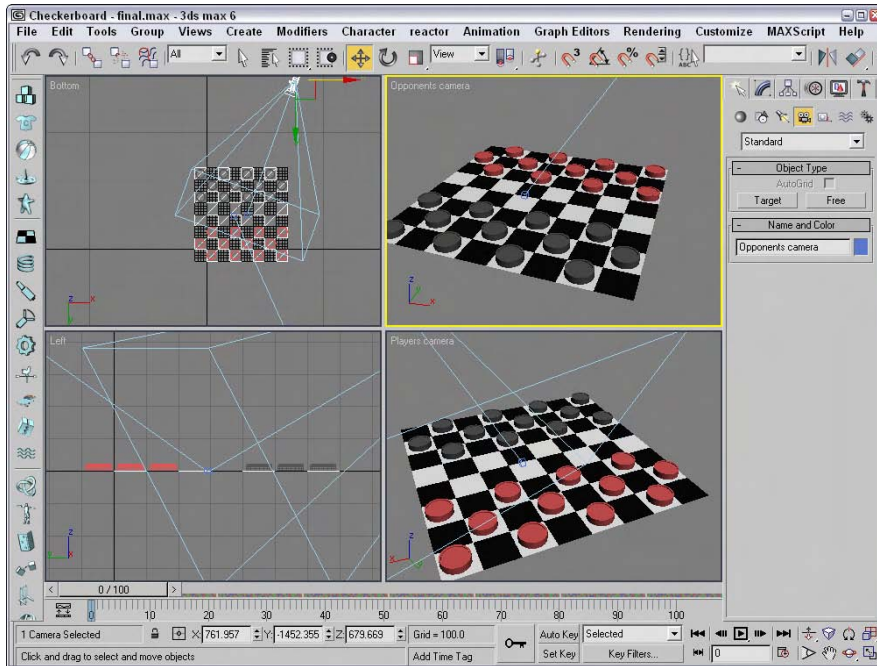 Checkerboard - final.max - 3ds max 6
File Edit Tools Group Views Create Modifiers Character reactor Animation Graph Editors Rendering Customize MAXScript Help
All
View
3
%
ABC
Bottom
Opponents camera
Standard
- Object Type
AutoGrid
Target Free
- Name and Color
Opponents camera
z x
y
z
x
y
Left
Players camera
z
y x
z
x y
< 0 / 100 >
0 10 20 30 40 50 60 70 80 90 100
1 Camera Selected X: 761.957 Y: -1452.355 Z: 679.669 Grid = 100.0 Auto Key Selected
Click and drag to select and move objects Add Time Tag Set Key Key Filters... 0